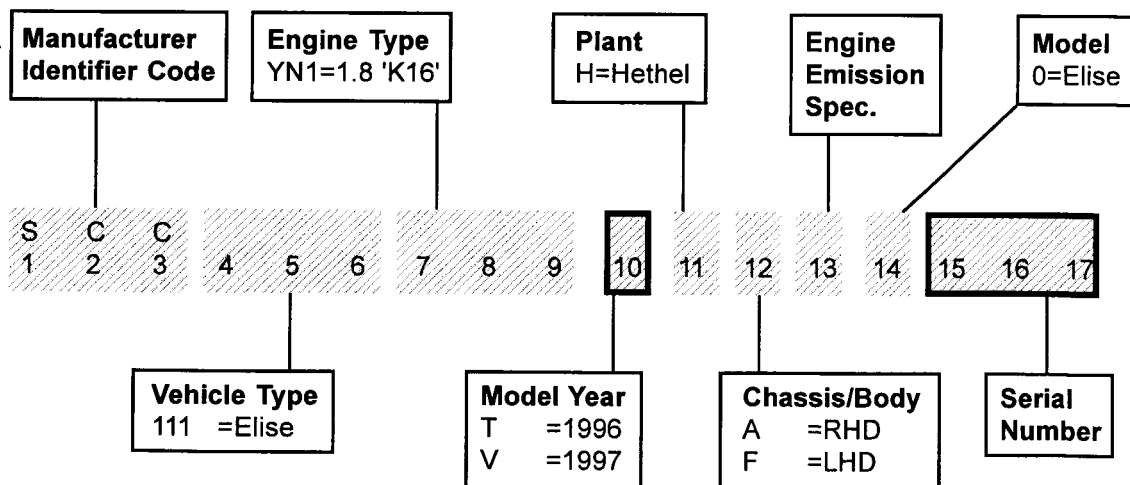 Manufacturer
Identifier Code
Engine Type
YN1=1.8 'K16'
Plant
H=Hethel
Engine
Emission
Spec.
Model
0=Elise
S C C
1 2 3 4 5 6 7 8 9 10 11 12 13 14 15 16 17
Vehicle Type
111 =Elise
Model Year
T =1996
V =1997
Chassis/Body
A =RHD
F =LHD
Serial
Number